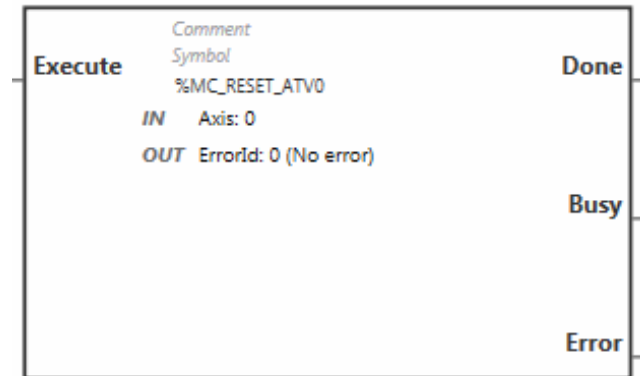 Comment
Symbol
Execute
Done
%MC_RESET_ATV0
IN Axis: 0
OUT ErrorId: 0 (No error)
Busy
Error